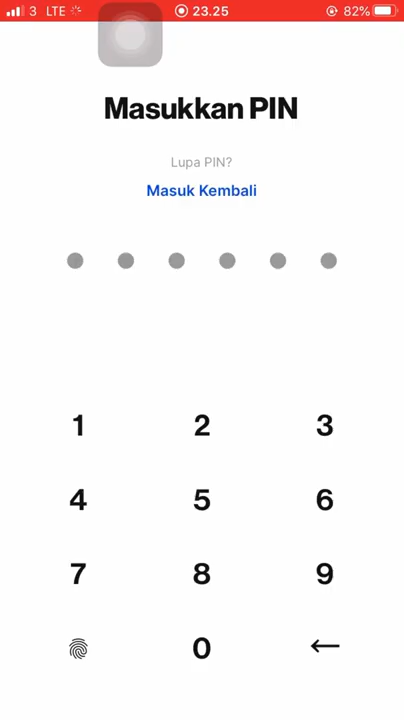 3 LTE 23.25 82%
Masukkan PIN
Lupa PIN?
Masuk Kembali
1 2 3
4 5 6
7 8 9
0